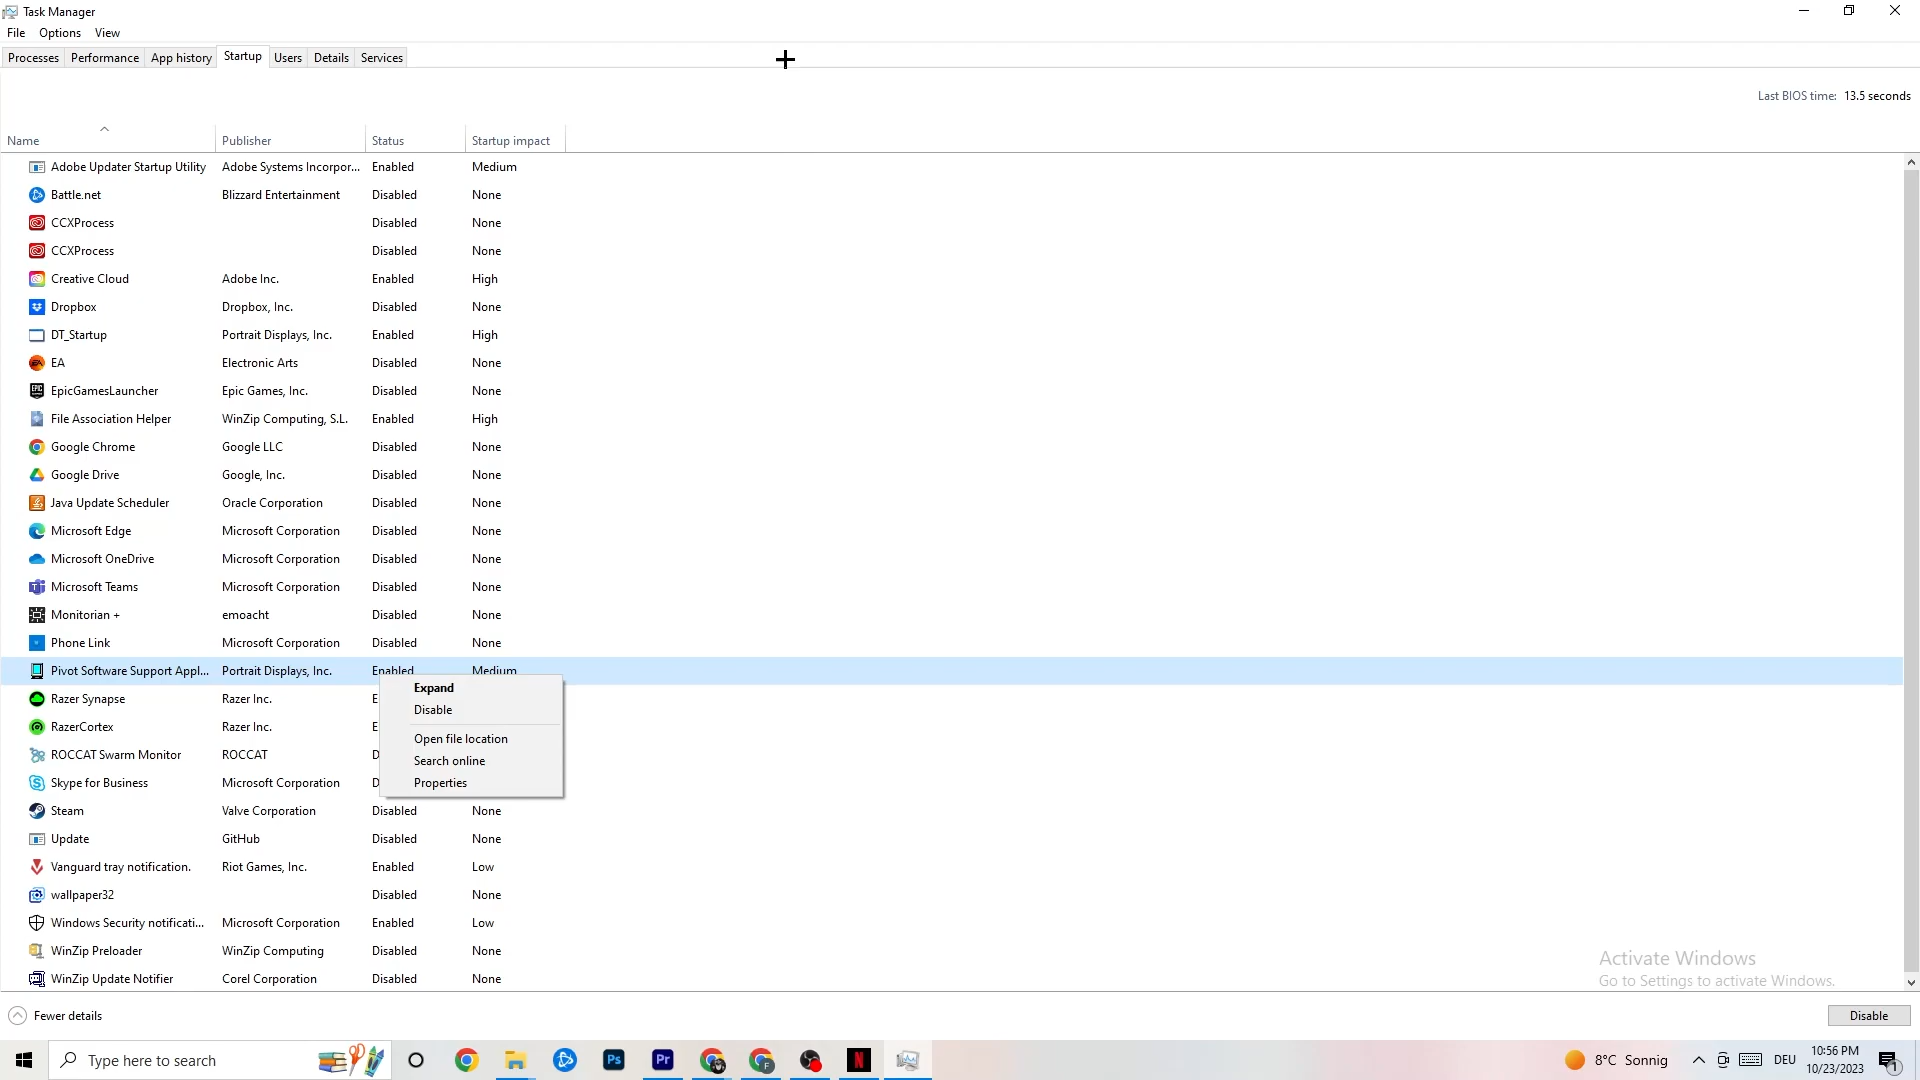 Task Manager
File Options View
Processes Performance App history Startup Users Details Services
Last BIOS time: 13.5 seconds
Name Publisher Status Startup impact
Adobe Updater Startup Utility Adobe Systems Incorpor... Enabled Medium
Battle.net Blizzard Entertainment Disabled None
CCXProcess Disabled None
CCXProcess Disabled None
Creative Cloud Adobe Inc. Enabled High
Dropbox Dropbox, Inc. Disabled None
DT_Startup Portrait Displays, Inc. Enabled High
EA Electronic Arts Disabled None
EpicGamesLauncher Epic Games, Inc. Disabled None
File Association Helper WinZip Computing, S.L. Enabled High
Google Chrome Google LLC Disabled None
Google Drive Google, Inc. Disabled None
Java Update Scheduler Oracle Corporation Disabled None
Microsoft Edge Microsoft Corporation Disabled None
Microsoft OneDrive Microsoft Corporation Disabled None
Microsoft Teams Microsoft Corporation Disabled None
Monitorian + emoacht Disabled None
Phone Link Microsoft Corporation Disabled None
Pivot Software Support Appl... Portrait Displays, Inc. Enabled Medium
Expand
Razer Synapse Razer Inc. E
Disable
RazerCortex Razer Inc. E
Open file location
ROCCAT Swarm Monitor ROCCAT D
Search online
Skype for Business Microsoft Corporation D
Properties
Steam Valve Corporation Disabled None
Update GitHub Disabled None
Vanguard tray notification. Riot Games, Inc. Enabled Low
wallpaper32 Disabled None
Windows Security notificati... Microsoft Corporation Enabled Low
WinZip Preloader WinZip Computing Disabled None
WinZip Update Notifier Corel Corporation Disabled None
Activate Windows
Go to Settings to activate Windows.
Fewer details
Disable
Type here to search
Ps
Pr
F
N
8°C Sonnig
DEU
10:56 PM
10/23/2023
1